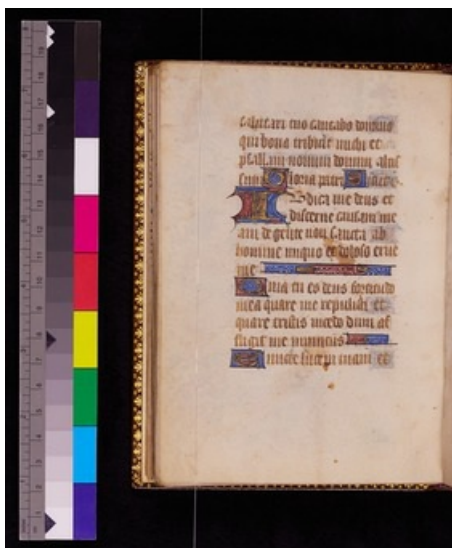 salutari tuo cantabo domino
qui bona tribuit michi et
psallam nomini domini altis
simi Gloria patri Sicut
Iudica me deus et
discerne causam me
am de gente non sancta ab
homine iniquo et doloso erue
me
Quia tu es deus fortitudo
mea quare me repulisti et
quare tristis incedo dum af
fligit me inimicus
Emitte lucem tuam et